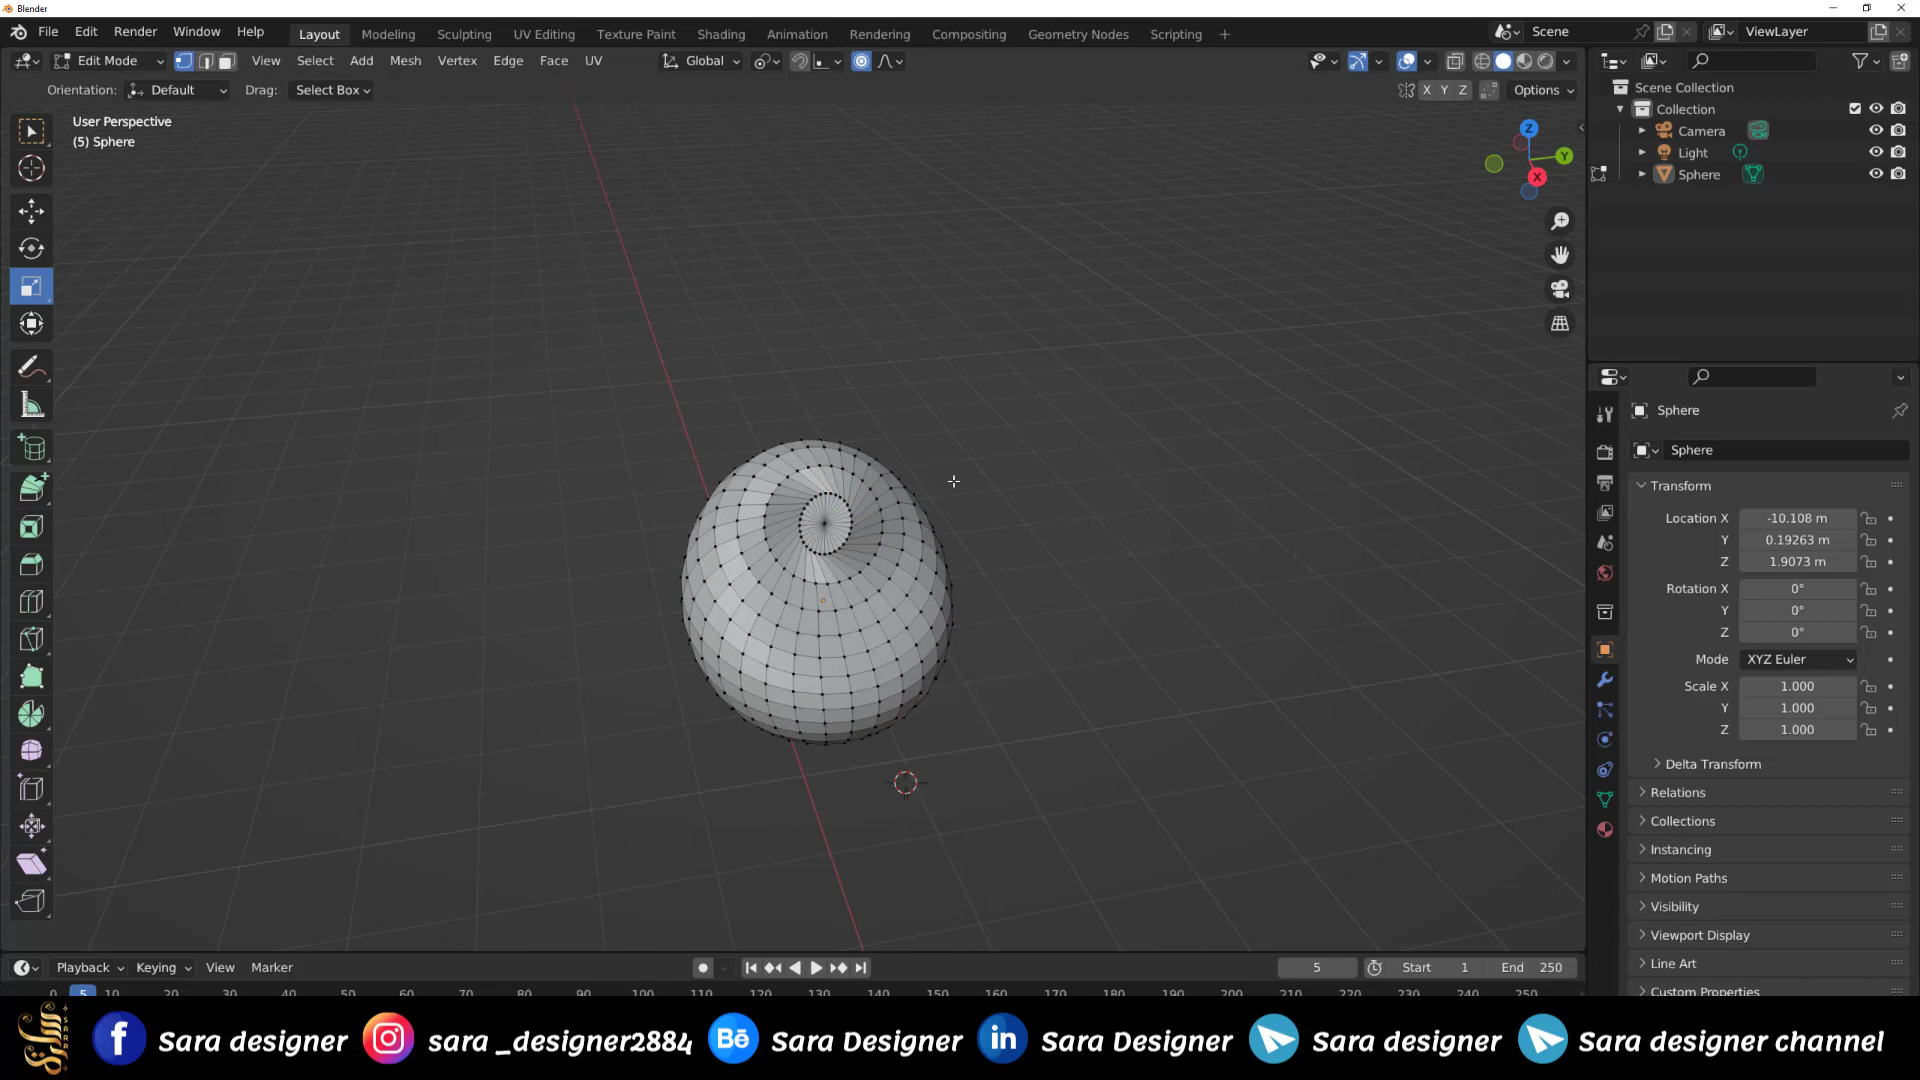 Blender
File Edit Render Window Help Layout Modeling Sculpting UV Editing Texture Paint Shading Animation Rendering Compositing Geometry Nodes Scripting + Scene ViewLayer
Edit Mode View Select Add Mesh Vertex Edge Face UV Global
Orientation: Default Drag: Select Box X Y Z Options
User Perspective
(5) Sphere
Z
Y
X
Scene Collection
Collection
Camera
Light
Sphere
Sphere
Sphere
Transform
Location X -10.108 m
Y 0.19263 m
Z 1.9073 m
Rotation X 0°
Y 0°
Z 0°
Mode XYZ Euler
Scale X 1.000
Y 1.000
Z 1.000
Delta Transform
Relations
Collections
Instancing
Motion Paths
Visibility
Viewport Display
Line Art
Custom Properties
Playback Keying View Marker 5 Start 1 End 250
0 5 10 20 30 40 50 60 70 80 90 100 110 120 130 140 150 160 170 180 190 200 210 220 230 240 250
Sara designer sara _designer2884 Bē Sara Designer in Sara Designer Sara designer Sara designer channel